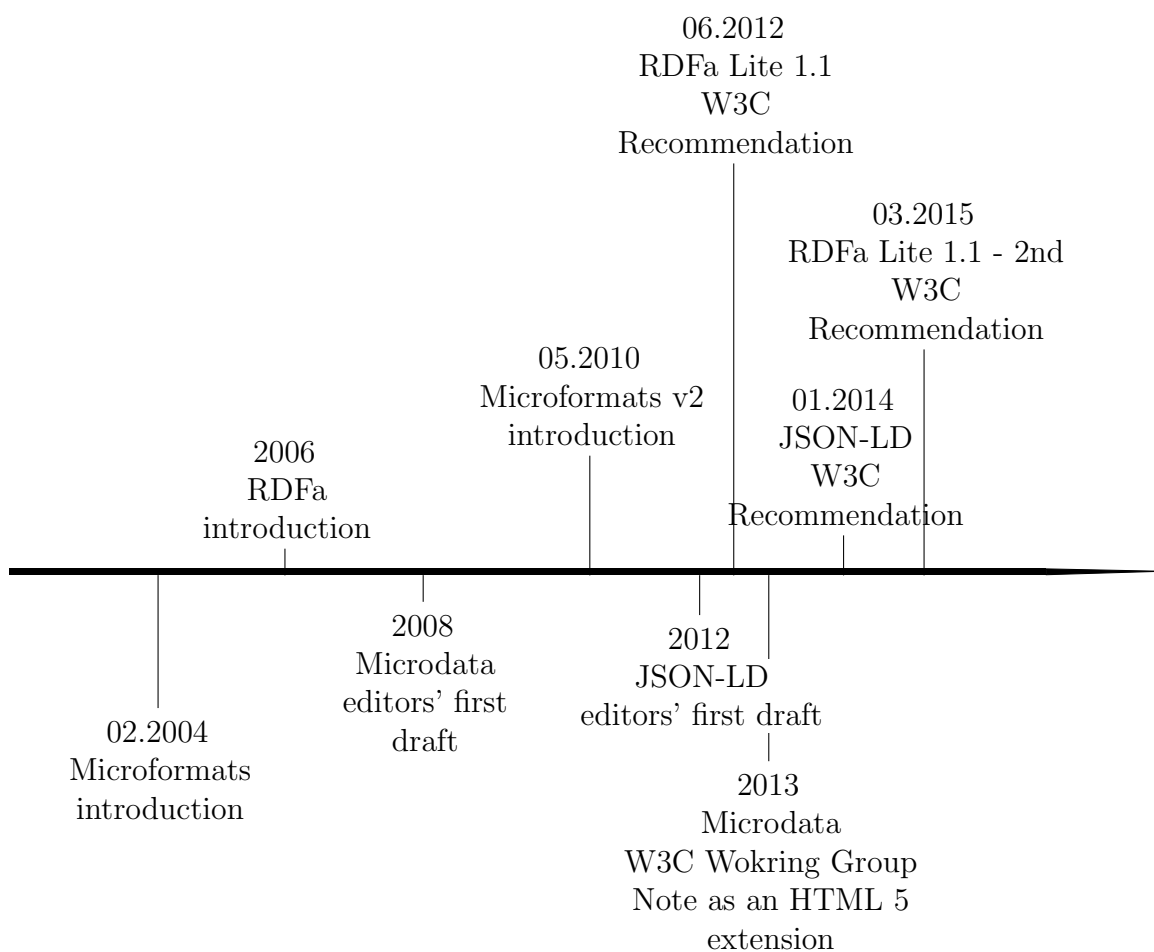 06.2012
RDFa Lite 1.1
W3C
Recommendation
03.2015
RDFa Lite 1.1 - 2nd
W3C
Recommendation
05.2010
Microformats v2
introduction
01.2014
JSON-LD
W3C
Recommendation
2006
RDFa
introduction
2008
Microdata
editors’ first
draft
2012
JSON-LD
editors’ first draft
02.2004
Microformats
introduction
2013
Microdata
W3C Wokring Group
Note as an HTML 5
extension